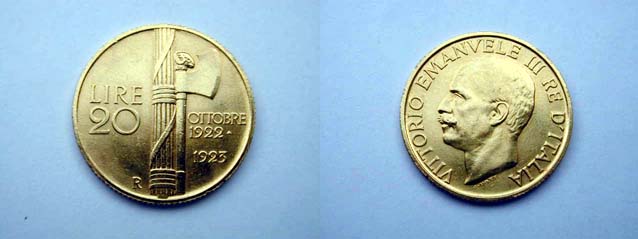 LIRE
20
OTTOBRE
1922
1923
R
VITTORIO EMANVELE III RE D'ITALIA